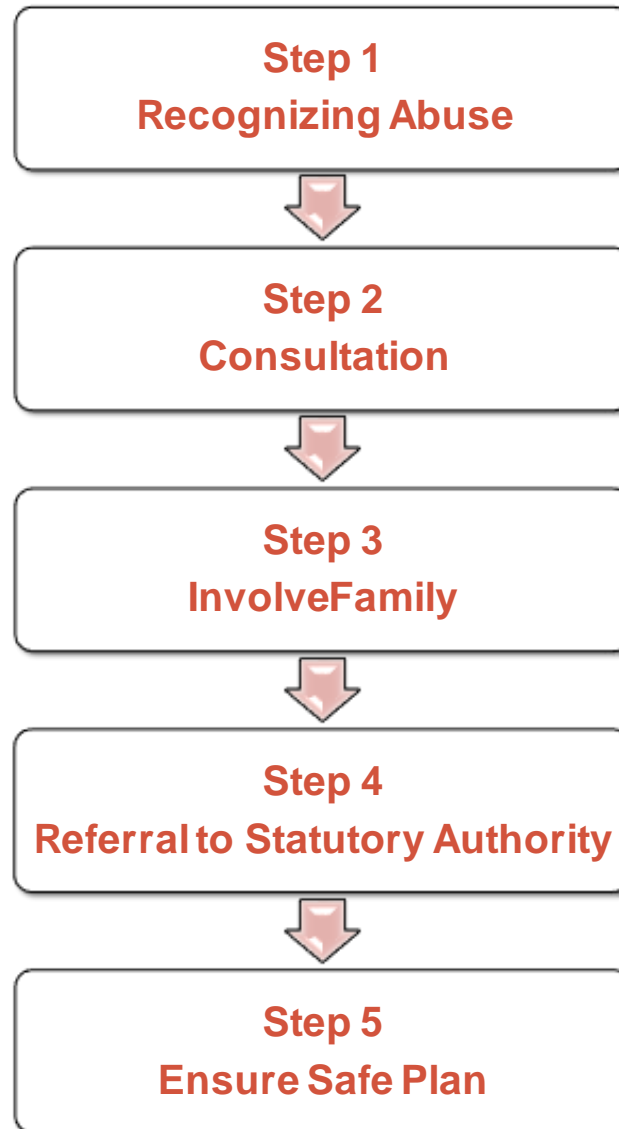 Step 1
Recognizing Abuse
Step 2
Consultation
Step 3
InvolveFamily
Step 4
Referral to Statutory Authority
Step 5
Ensure Safe Plan